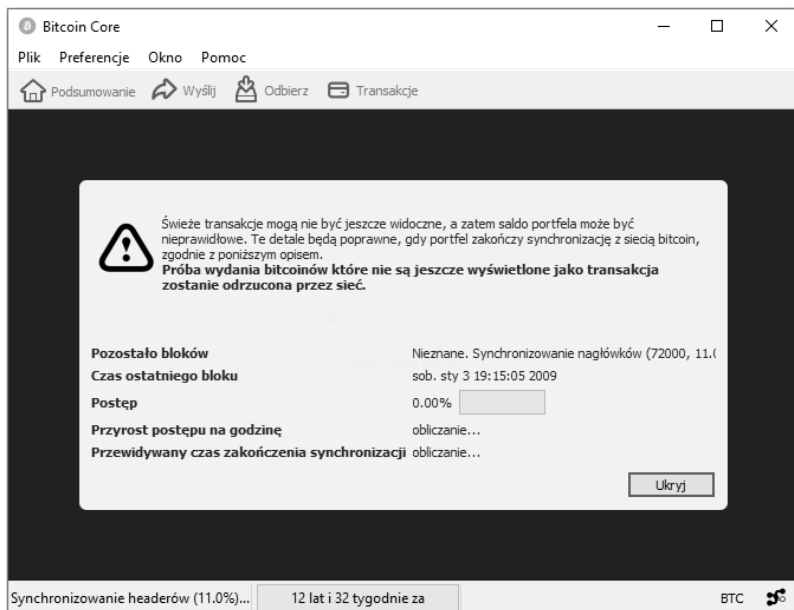 Bitcoin Core
Plik Preferencje Okno Pomoc
Podsumowanie Wyślij Odbierz Transakcje
Świeże transakcje mogą nie być jeszcze widoczne, a zatem saldo portfela może być
nieprawidłowe. Te detale będą poprawne, gdy portfel zakończy synchronizację z siecią bitcoin,
zgodnie z poniższym opisem.
Próba wydania bitcoinów które nie są jeszcze wyświetlone jako transakcja
zostanie odrzucona przez sieć.
Pozostało bloków Nieznane. Synchronizowanie nagłówków (72000, 11.0
Czas ostatniego bloku sob. sty 3 19:15:05 2009
Postęp 0.00%
Przyrost postępu na godzinę obliczanie...
Przewidywany czas zakończenia synchronizacji obliczanie...
Ukryj
Synchronizowanie headerów (11.0%)... 12 lat i 32 tygodnie za BTC